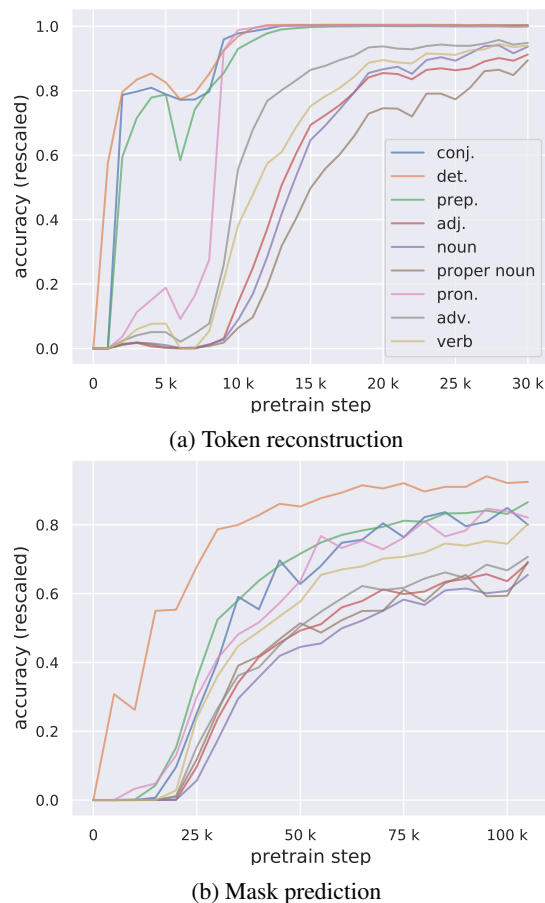 1.0
0.8
0.6
0.4
0.2
0.0
accuracy (rescaled)
conj.
det.
prep.
adj.
noun
proper noun
pron.
adv.
verb
0 5 k 10 k 15 k 20 k 25 k 30 k
pretrain step
(a) Token reconstruction
0.8
0.6
0.4
0.2
0.0
accuracy (rescaled)
0 25 k 50 k 75 k 100 k
pretrain step
(b) Mask prediction